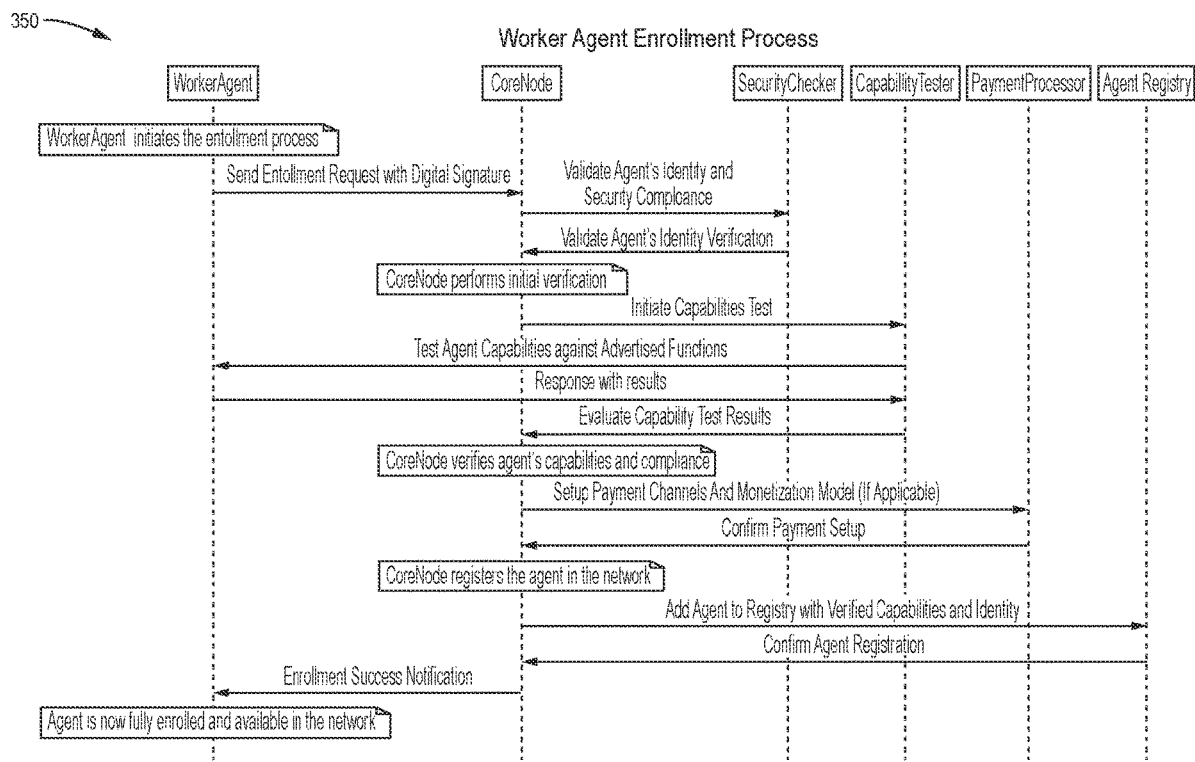 350
Worker Agent Enrollment Process
WorkerAgent
CoreNode
SecurityChecker
CapabilityTester
PaymentProcessor
Agent Registry
WorkerAgent initiates the entollment process
Send Entollment Request with Digital Signature
Validate Agent's identity and
Security Comploance
Validate Agent's Identity Verification
CoreNode performs initial verification
Initiate Capabilities Test
Test Agent Capabilities against Advertised Functions
Response with results
Evaluate Capability Test Results
CoreNode verifies agent's capabilities and compliance
Setup Payment Channels And Monetization Model (If Applicable)
Confirm Payment Setup
CoreNode registers the agent in the network
Add Agent to Registry with Verified Capabilities and Identity
Confirm Agent Registration
Enrollment Success Notification
Agent is now fully enrolled and available in the network